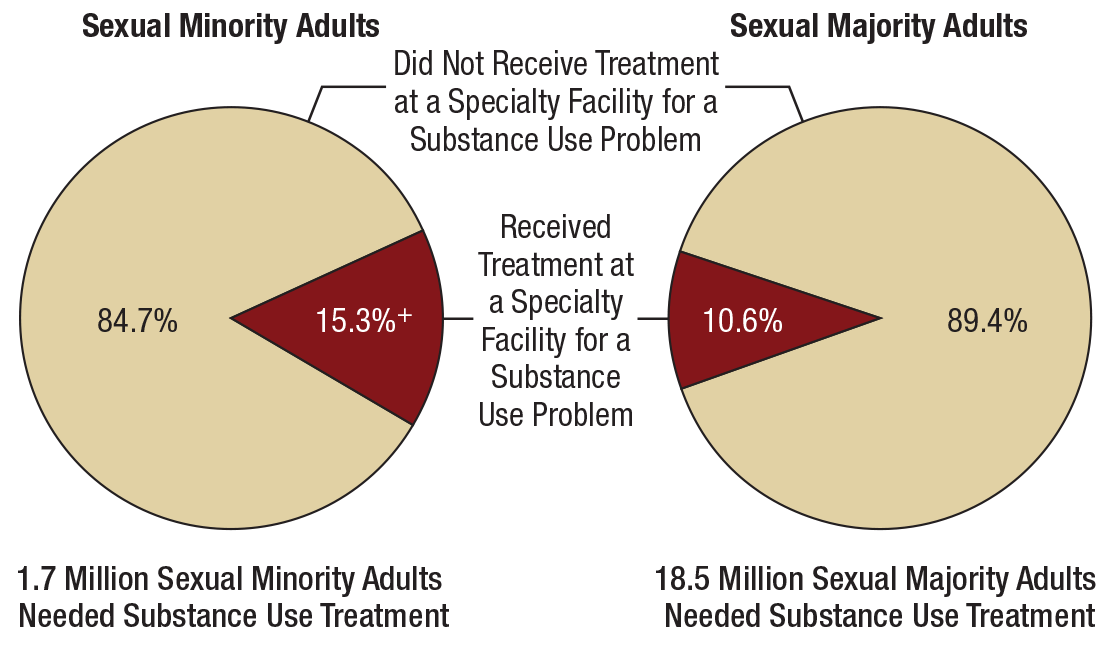 Sexual Minority Adults
Sexual Majority Adults
Did Not Receive Treatment
at a Specialty Facility for a
Substance Use Problem
Received
Treatment at
a Specialty
Facility for a
Substance
Use Problem
84.7%
15.3%+
10.6%
89.4%
1.7 Million Sexual Minority Adults
Needed Substance Use Treatment
18.5 Million Sexual Majority Adults
Needed Substance Use Treatment